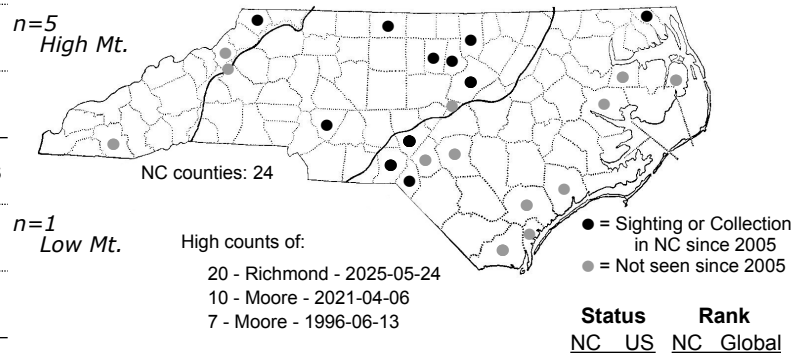 n=5
High Mt.
NC counties: 24
n=1
Low Mt.
High counts of:
20 - Richmond - 2025-05-24
10 - Moore - 2021-04-06
7 - Moore - 1996-06-13
= Sighting or Collection
in NC since 2005
= Not seen since 2005
Status Rank
NC US NC Global